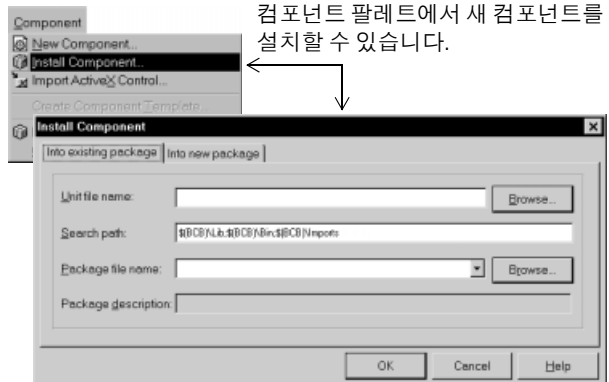 컴포넌트 팔레트에서 새 컴포넌트를
설치할 수 있습니다.
Component
New Component...
Install Component...
Import ActiveX Control...
Create Component Template...
Install Component
Into existing package
Into new package
Unit file name:
Browse...
Search path:
$(BCB)\Lib;$(BCB)\Bin;$(BCB)\Imports
Package file name:
Browse...
Package description:
OK
Cancel
Help